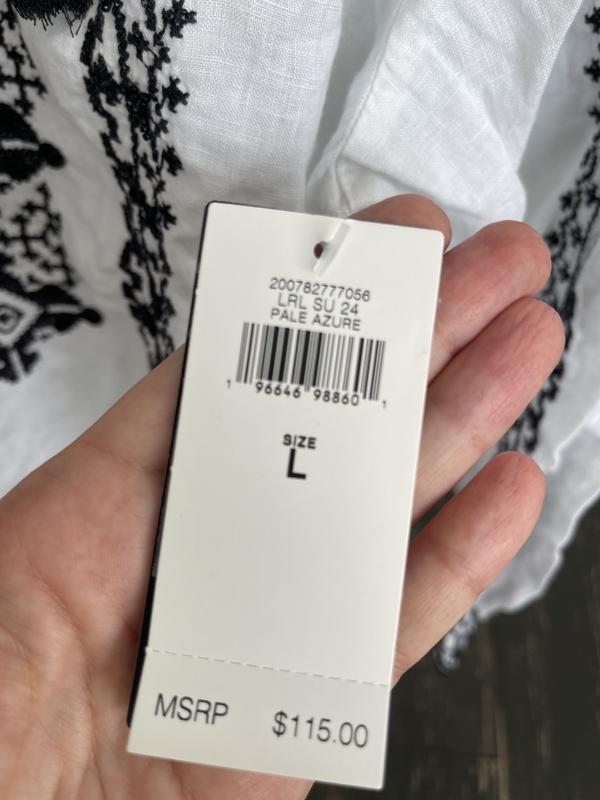 200782777056
LRL SU 24
PALE AZURE
1 96646 98860 1
SIZE
L
MSRP $115.00